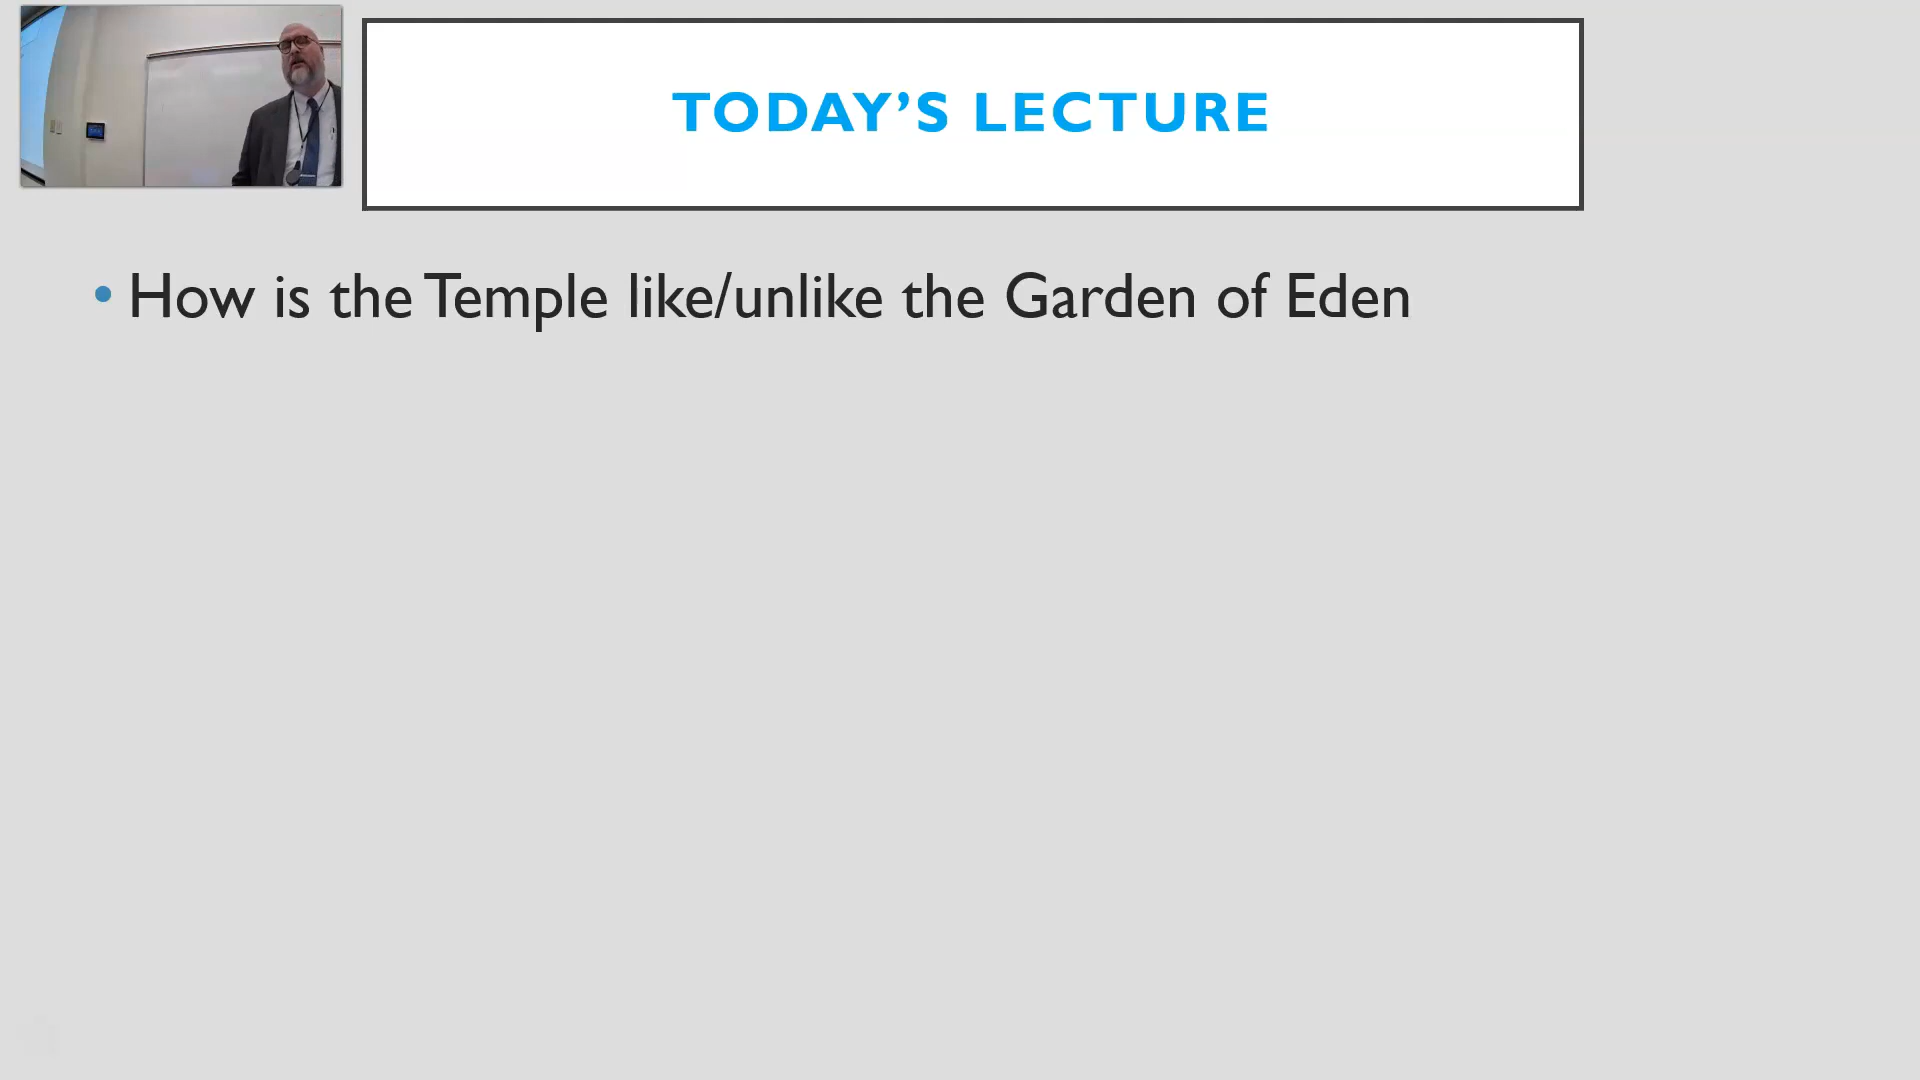 TODAY’S LECTURE
• How is the Temple like/unlike the Garden of Eden